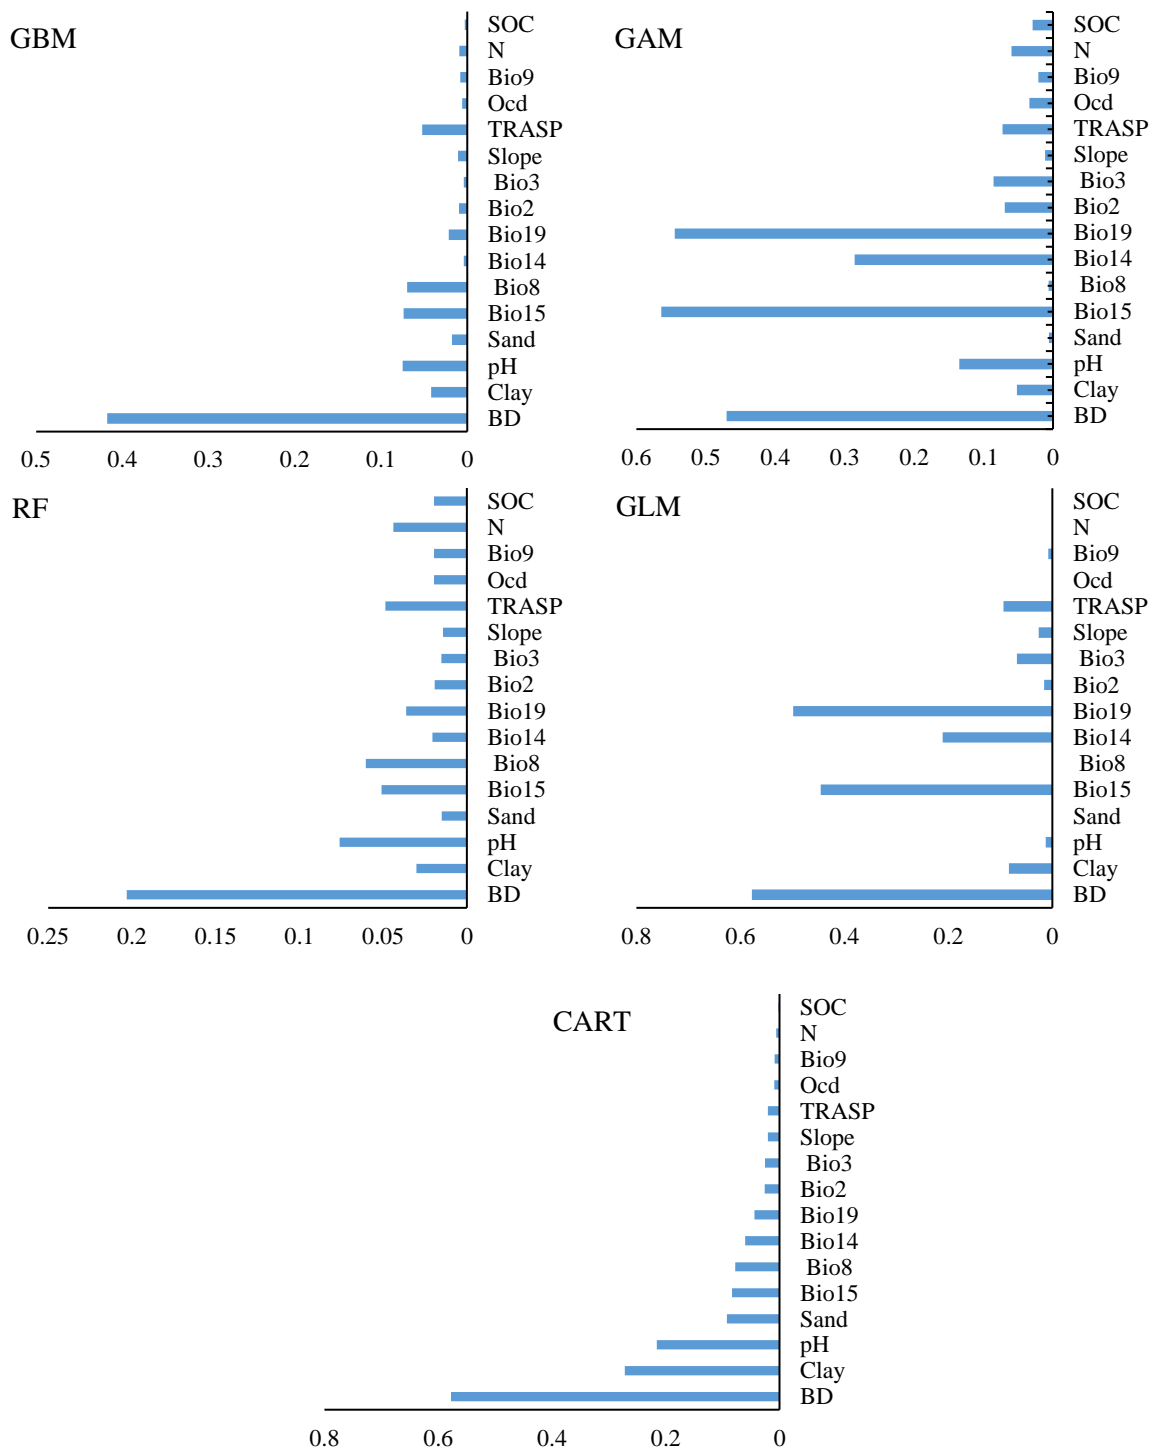 GBM
SOC
N
Bio9
Ocd
TRASP
Slope
Bio3
Bio2
Bio19
Bio14
Bio8
Bio15
Sand
pH
Clay
BD
0.5 0.4 0.3 0.2 0.1 0
GAM
SOC
N
Bio9
Ocd
TRASP
Slope
Bio3
Bio2
Bio19
Bio14
Bio8
Bio15
Sand
pH
Clay
BD
0.6 0.5 0.4 0.3 0.2 0.1 0
RF
SOC
N
Bio9
Ocd
TRASP
Slope
Bio3
Bio2
Bio19
Bio14
Bio8
Bio15
Sand
pH
Clay
BD
0.25 0.2 0.15 0.1 0.05 0
GLM
SOC
N
Bio9
Ocd
TRASP
Slope
Bio3
Bio2
Bio19
Bio14
Bio8
Bio15
Sand
pH
Clay
BD
0.8 0.6 0.4 0.2 0
CART
SOC
N
Bio9
Ocd
TRASP
Slope
Bio3
Bio2
Bio19
Bio14
Bio8
Bio15
Sand
pH
Clay
BD
0.8 0.6 0.4 0.2 0